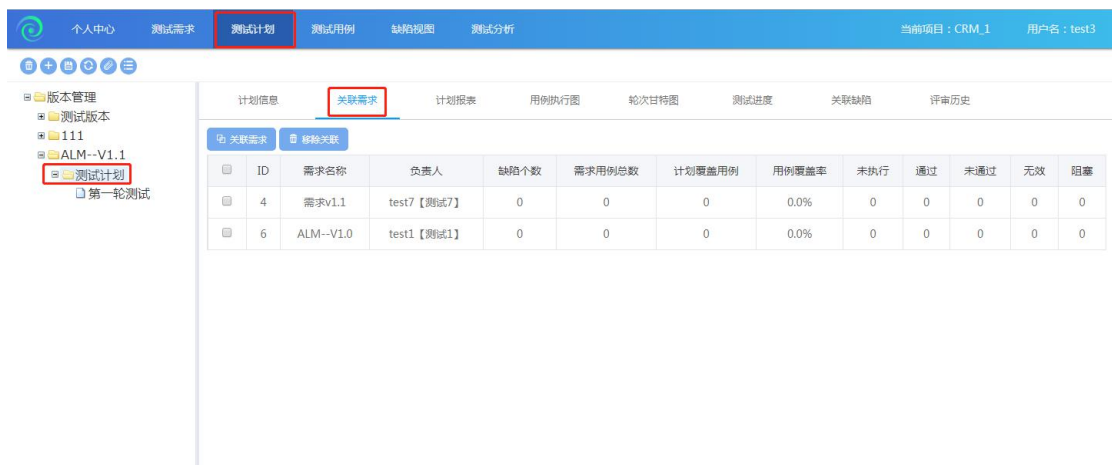 个人中心 测试需求 测试计划 测试用例 缺陷视图 测试分析 当前项目：CRM_1 用户名：test3
版本管理
测试版本
111
ALM--V1.1
测试计划
第一轮测试
计划信息 关联需求 计划报表 用例执行图 轮次甘特图 测试进度 关联缺陷 评审历史
关联需求 移除关联
ID 需求名称 负责人 缺陷个数 需求用例总数 计划覆盖用例 用例覆盖率 未执行 通过 未通过 无效 阻塞
4 需求v1.1 test7【测试7】 0 0 0 0.0% 0 0 0 0 0
6 ALM--V1.0 test1【测试1】 0 0 0 0.0% 0 0 0 0 0